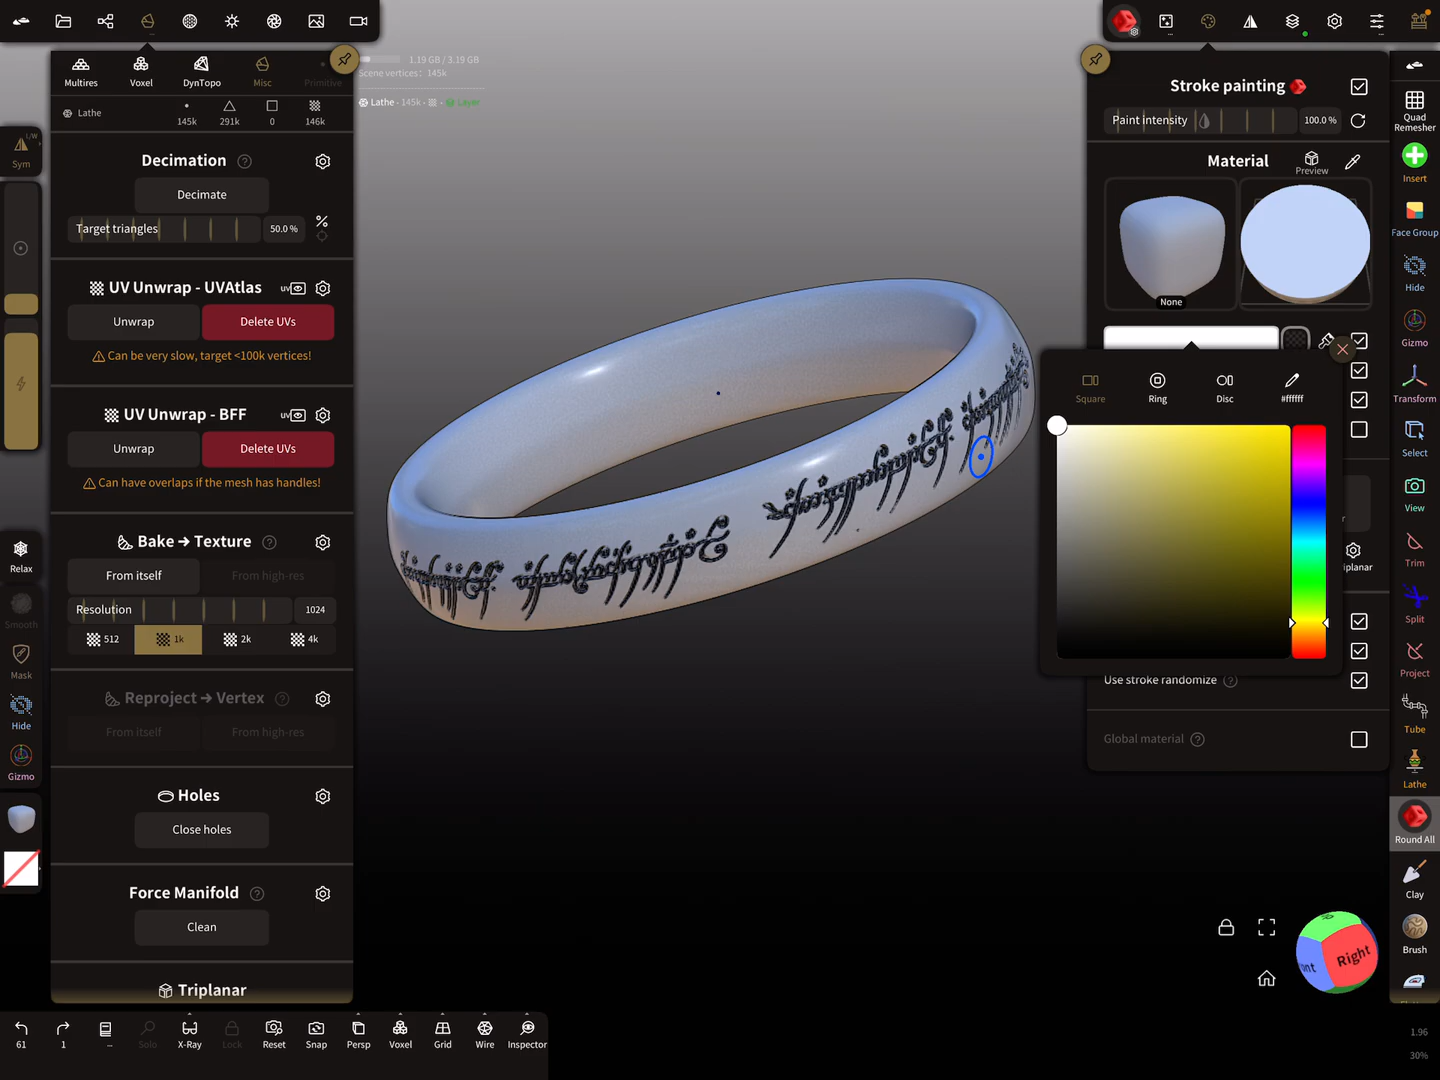 1.19 GB / 3.19 GB
Scene vertices: 145k
Lathe · 145k · Layer
Multires
Voxel
DynTopo
Misc
Primitive
Lathe
145k
291k
0
146k
Decimation
Decimate
Target triangles
50.0 %
%
UV Unwrap - UVAtlas
uv
Unwrap
Delete UVs
Can be very slow, target <100k vertices!
UV Unwrap - BFF
uv
Unwrap
Delete UVs
Can have overlaps if the mesh has handles!
Bake → Texture
From itself
From high-res
Resolution
1024
512
1k
2k
4k
Reproject → Vertex
From itself
From high-res
Holes
Close holes
Force Manifold
Clean
Triplanar
L/W
Sym
Relax
Smooth
Mask
Hide
Gizmo
Stroke painting
Paint intensity
100.0 %
Material
Preview
None
Square
Ring
Disc
#ffffff
Use stroke randomize
Global material
Quad
Remesher
Insert
Face Group
Hide
Gizmo
Transform
Select
View
Trim
Split
Project
Tube
Lathe
Round All
Clay
Brush
Right
61
1
...
Solo
X-Ray
Lock
Reset
Snap
Persp
Voxel
Grid
Wire
Inspector
1.96
30%